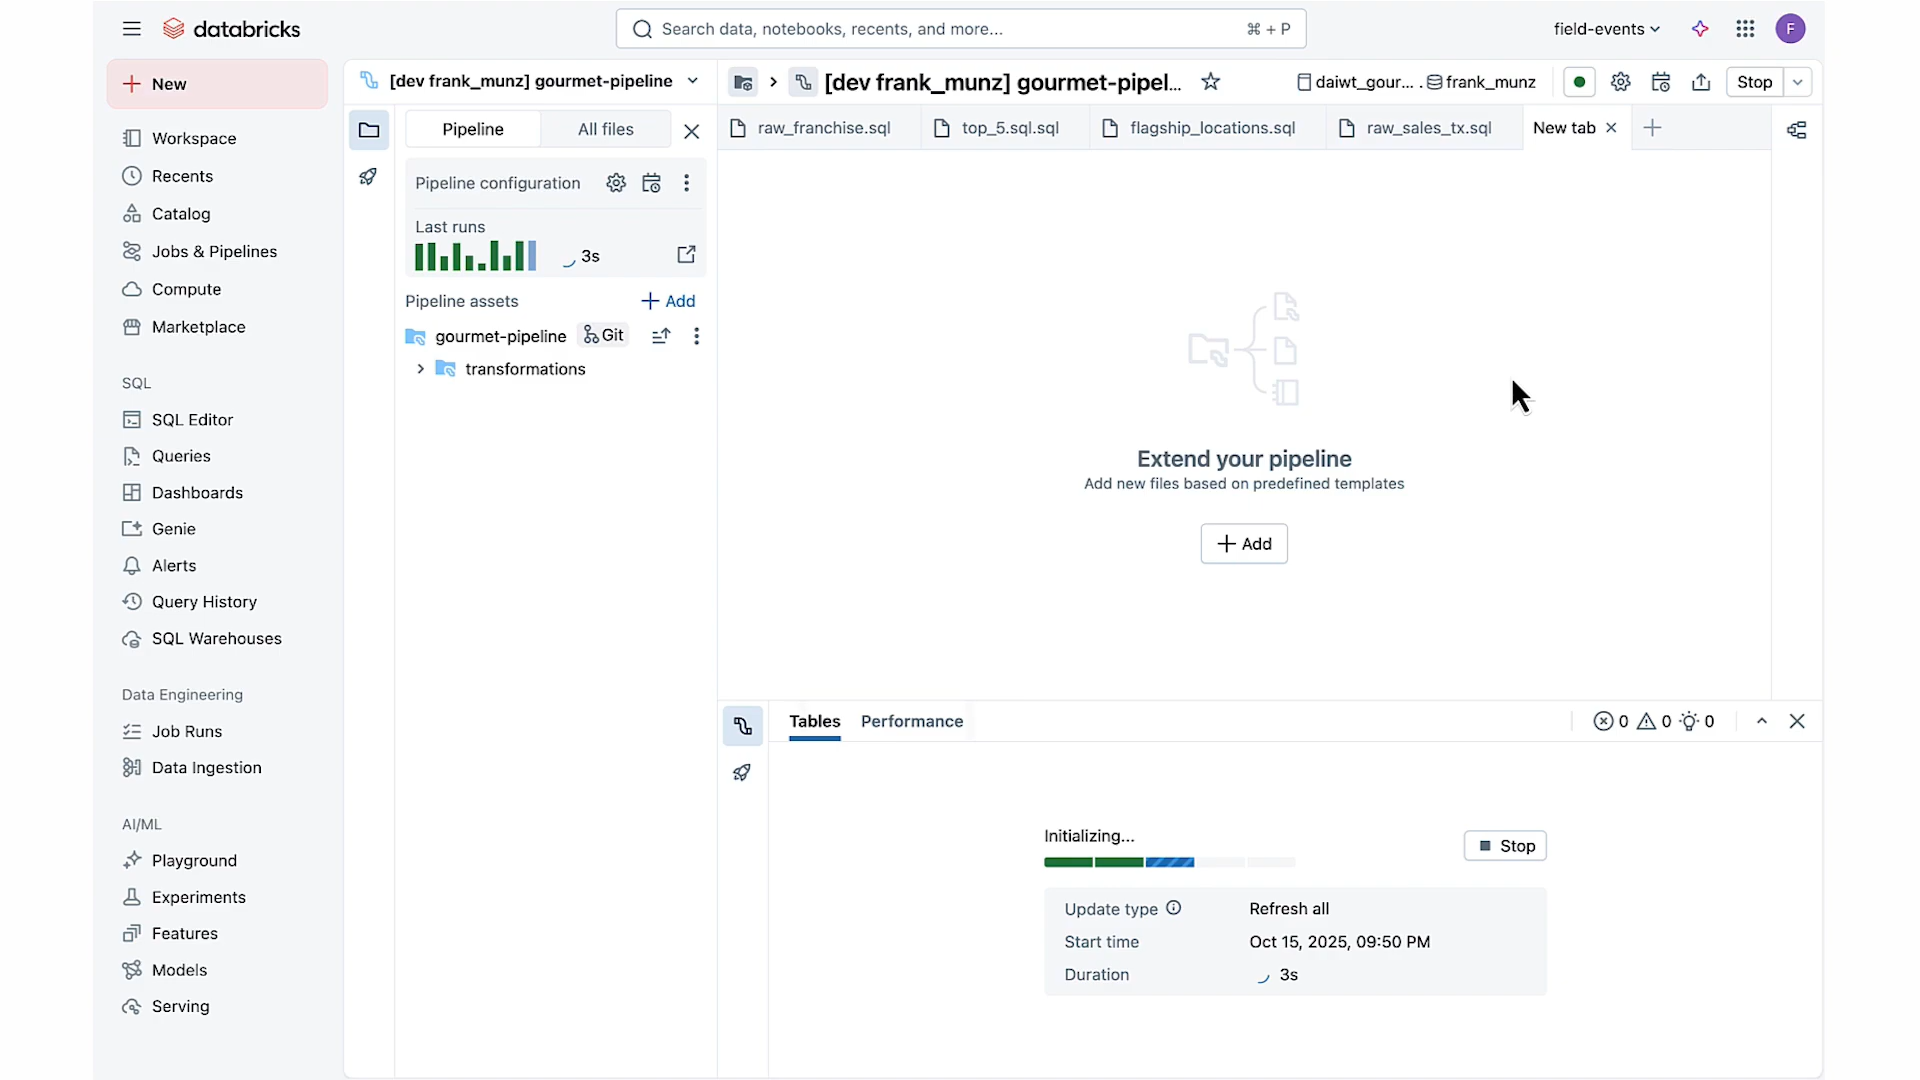 databricks
Search data, notebooks, recents, and more...
⌘ + P
field-events
F
New
Workspace
Recents
Catalog
Jobs & Pipelines
Compute
Marketplace
SQL
SQL Editor
Queries
Dashboards
Genie
Alerts
Query History
SQL Warehouses
Data Engineering
Job Runs
Data Ingestion
AI/ML
Playground
Experiments
Features
Models
Serving
[dev frank_munz] gourmet-pipeline
Pipeline
All files
Pipeline configuration
Last runs
3s
Pipeline assets
Add
gourmet-pipeline
Git
transformations
[dev frank_munz] gourmet-pipel...
daiwt_gour... . frank_munz
Stop
raw_franchise.sql
top_5.sql.sql
flagship_locations.sql
raw_sales_tx.sql
New tab
Extend your pipeline
Add new files based on predefined templates
Add
Tables
Performance
0
0
0
Initializing...
Stop
Update type
Refresh all
Start time
Oct 15, 2025, 09:50 PM
Duration
3s